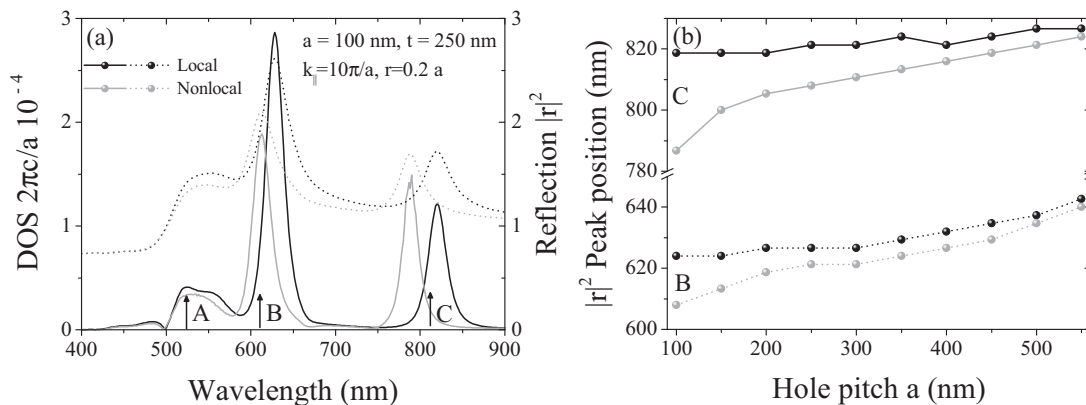 (a)
a = 100 nm, t = 250 nm
k∥=10π/a, r=0.2 a
Local
Nonlocal
DOS 2πc/a 10⁻⁴
3
2
1
0
Reflection |r|²
3
2
1
0
A
B
C
400 500 600 700 800 900
Wavelength (nm)
(b)
|r|² Peak position (nm)
820
800
780
640
620
600
C
B
100 200 300 400 500
Hole pitch a (nm)